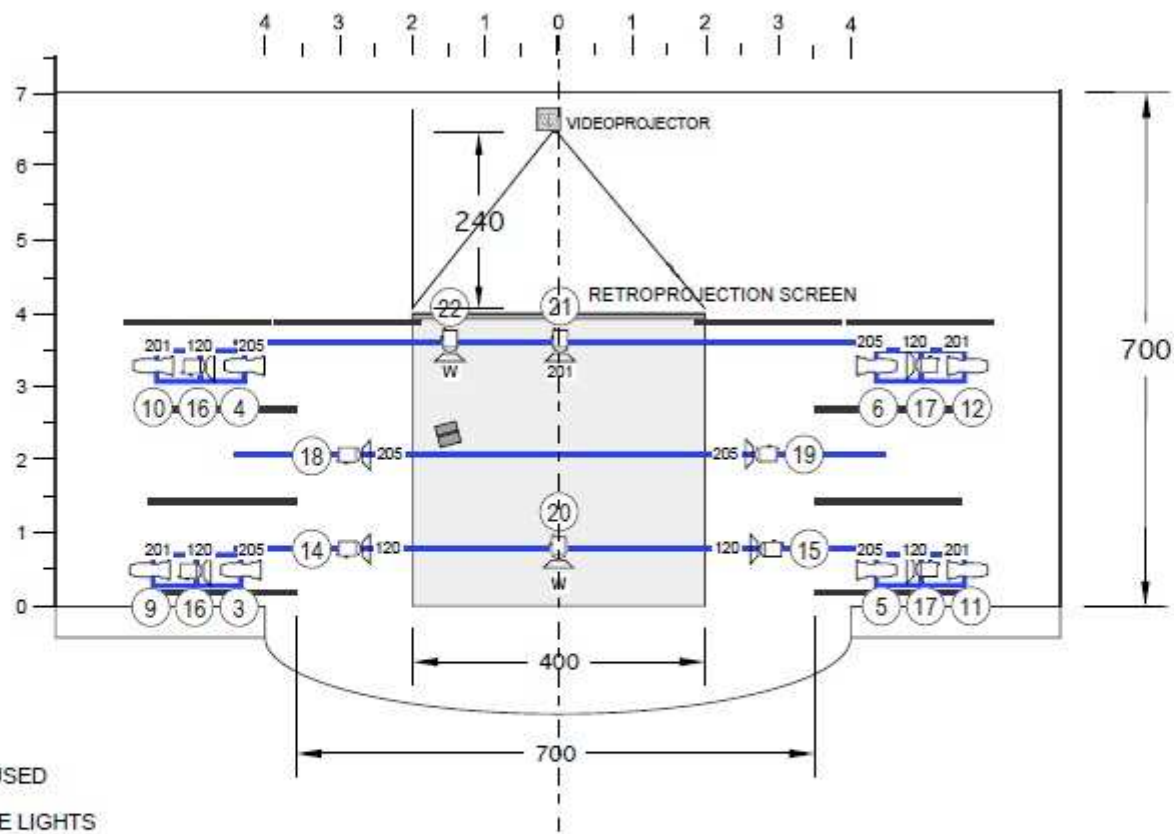 4 3 2 1 0 1 2 3 4
7
VIDEOPROJECTOR
6
240
5
RETROPROJECTION SCREEN
4 22 21
700
201 120 205 W 201 205 120 201
3
10 16 4 6 17 12
2 18 205 205 19
20
1
14 120 120 15
201 120 205 W 205 120 201
0
9 16 3 5 17 11
400
700
USED
E LIGHTS